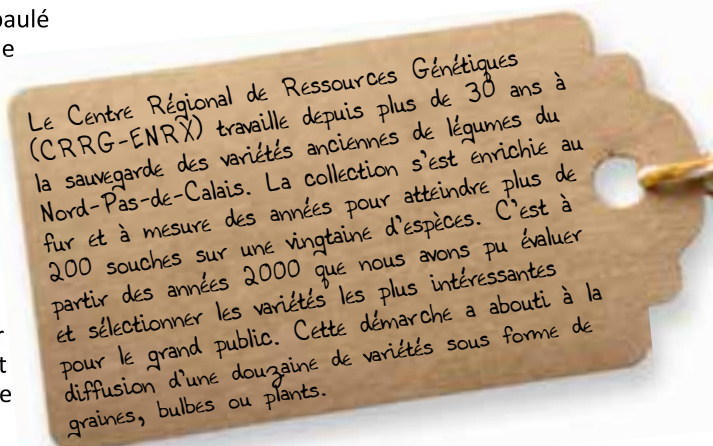 paulé
e
Le Centre Régional de Ressources Génétiques
(CRRG-ENRX) travaille depuis plus de 30 ans à
la sauvegarde des variétés anciennes de légumes du
Nord-Pas-de-Calais. La collection s'est enrichie au
fur et à mesure des années pour atteindre plus de
200 souches sur une vingtaine d'espèces. C'est à
partir des années 2000 que nous avons pu évaluer
et sélectionner les variétés les plus intéressantes
pour le grand public. Cette démarche a abouti à la
diffusion d'une douzaine de variétés sous forme de
graines, bulbes ou plants.
r
t
e